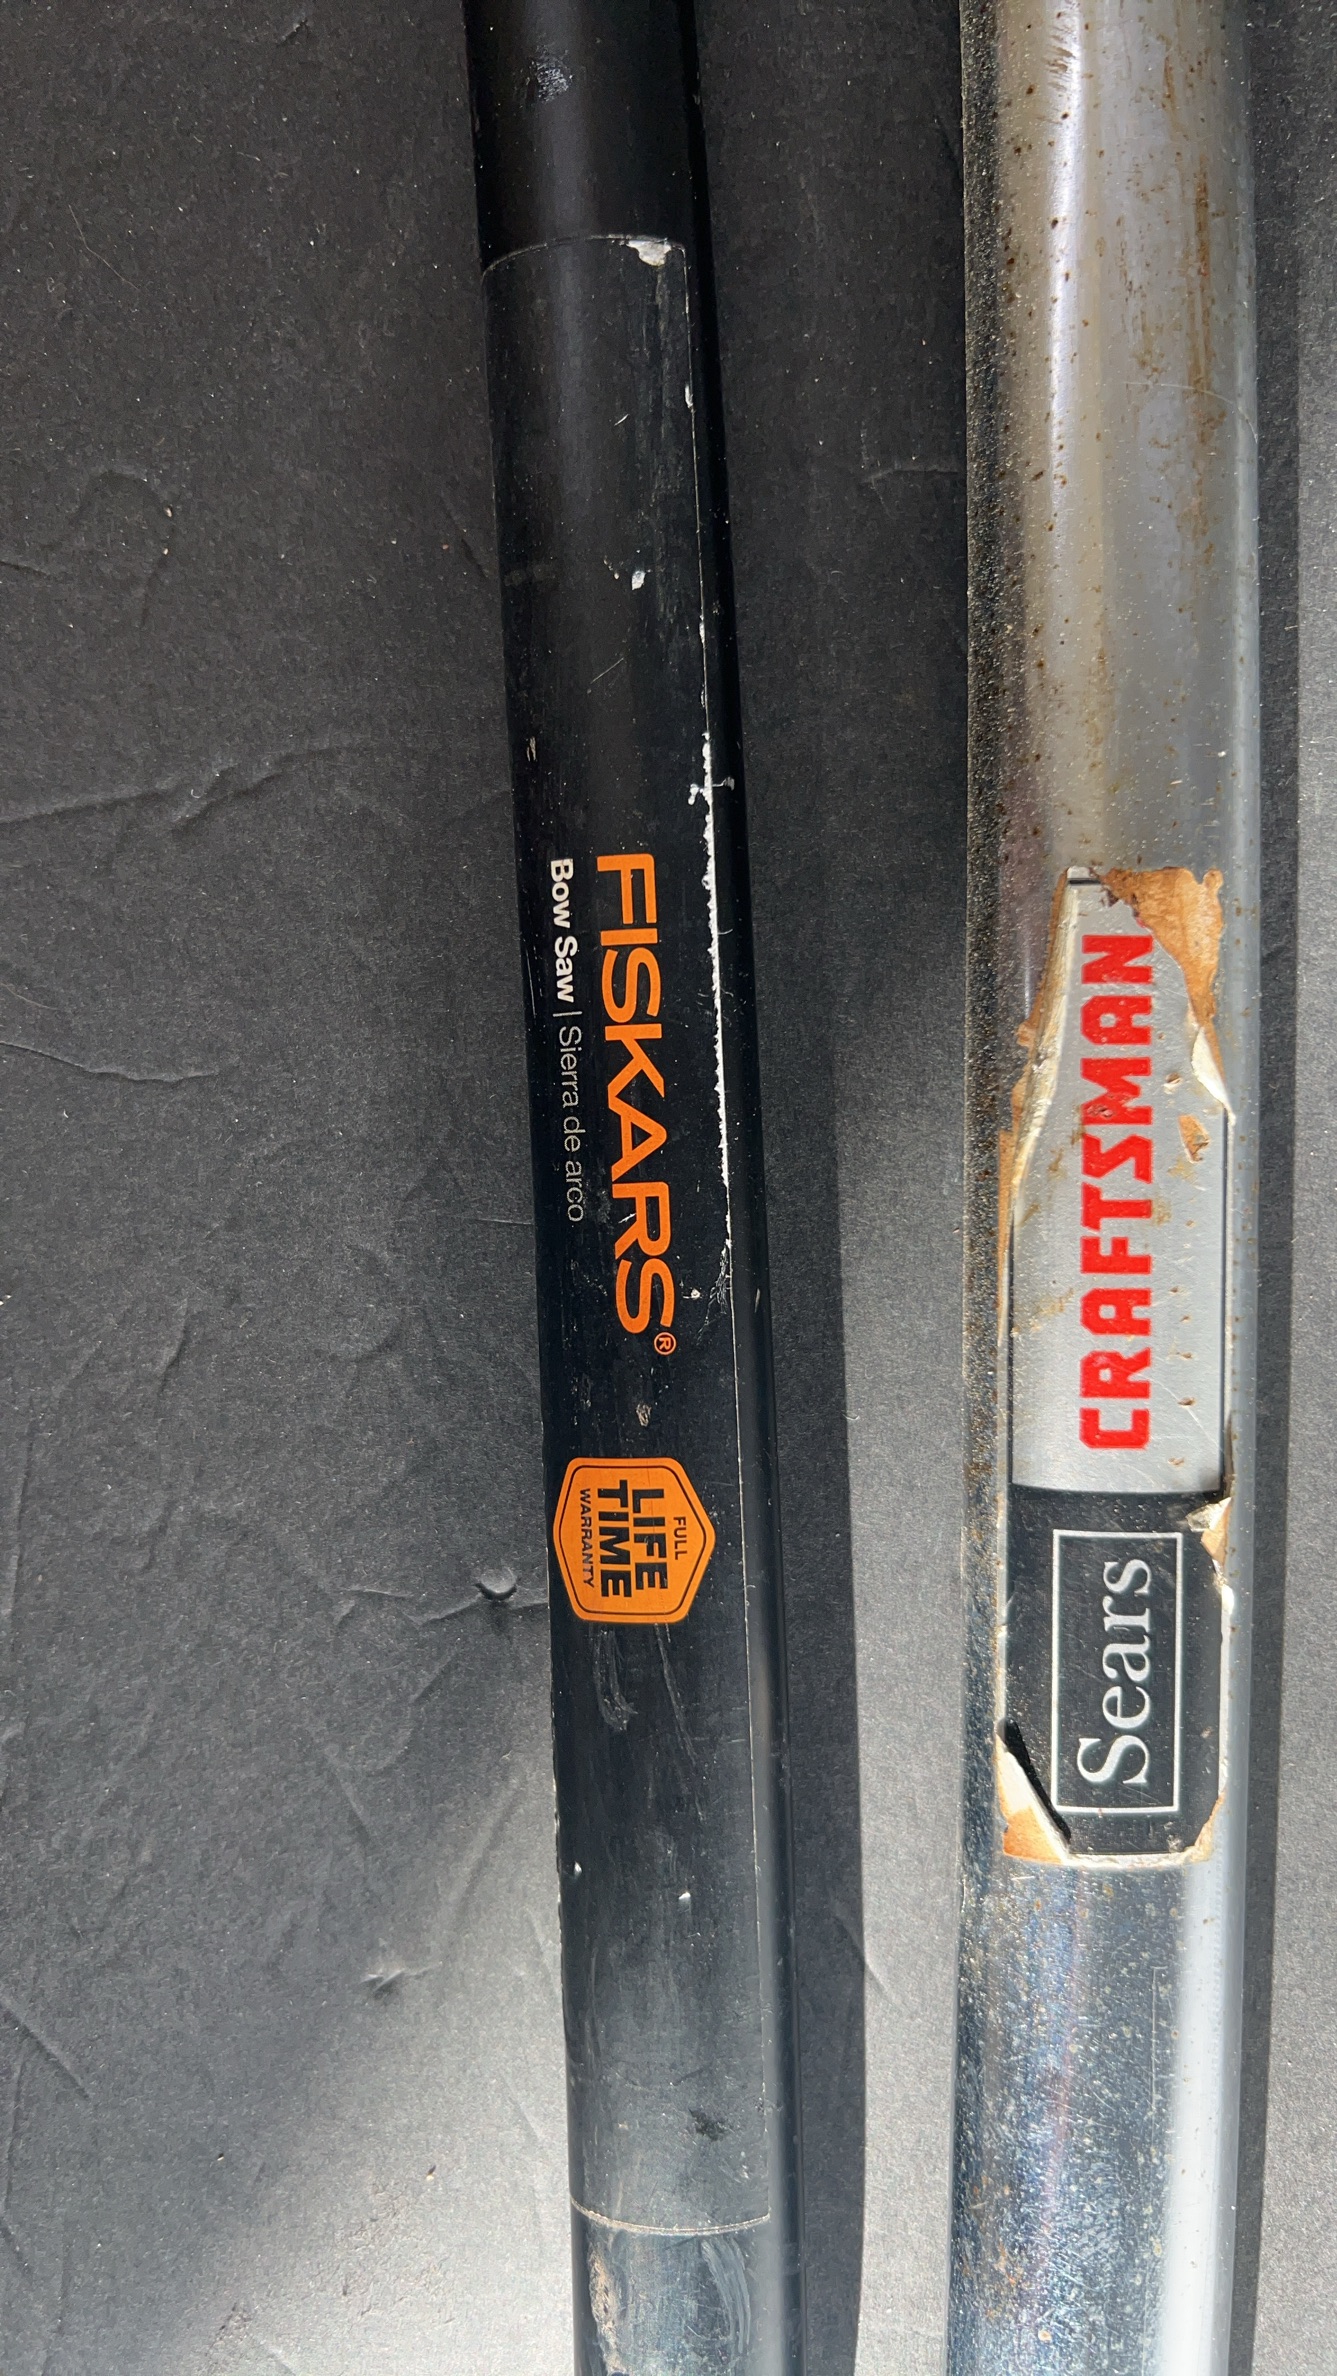 FISKARS®
Bow Saw | Sierra de arco
FULL
LIFE
TIME
WARRANTY
Sears
CRAFTSMAN